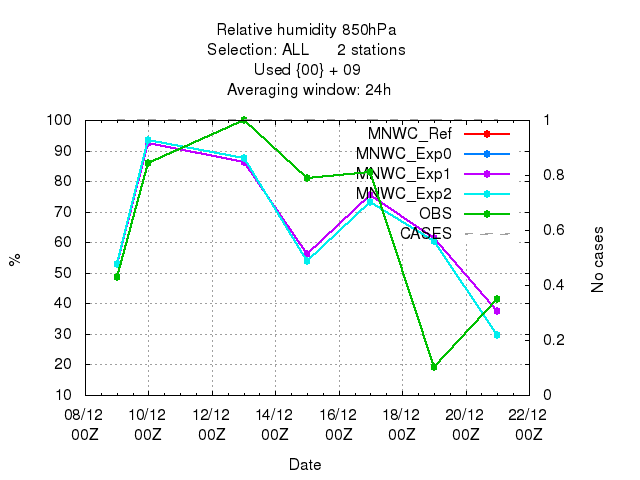 Relative humidity 850hPa
Selection: ALL 2 stations
Used {00} + 09
Averaging window: 24h
MNWC_Ref
MNWC_Exp0
MNWC_Exp1
MNWC_Exp2
OBS
CASES
100
90
80
70
60
50
40
30
20
10
%
1
0.8
0.6
0.4
0.2
0
No cases
08/12 10/12 12/12 14/12 16/12 18/12 20/12 22/12
00Z 00Z 00Z 00Z 00Z 00Z 00Z 00Z
Date